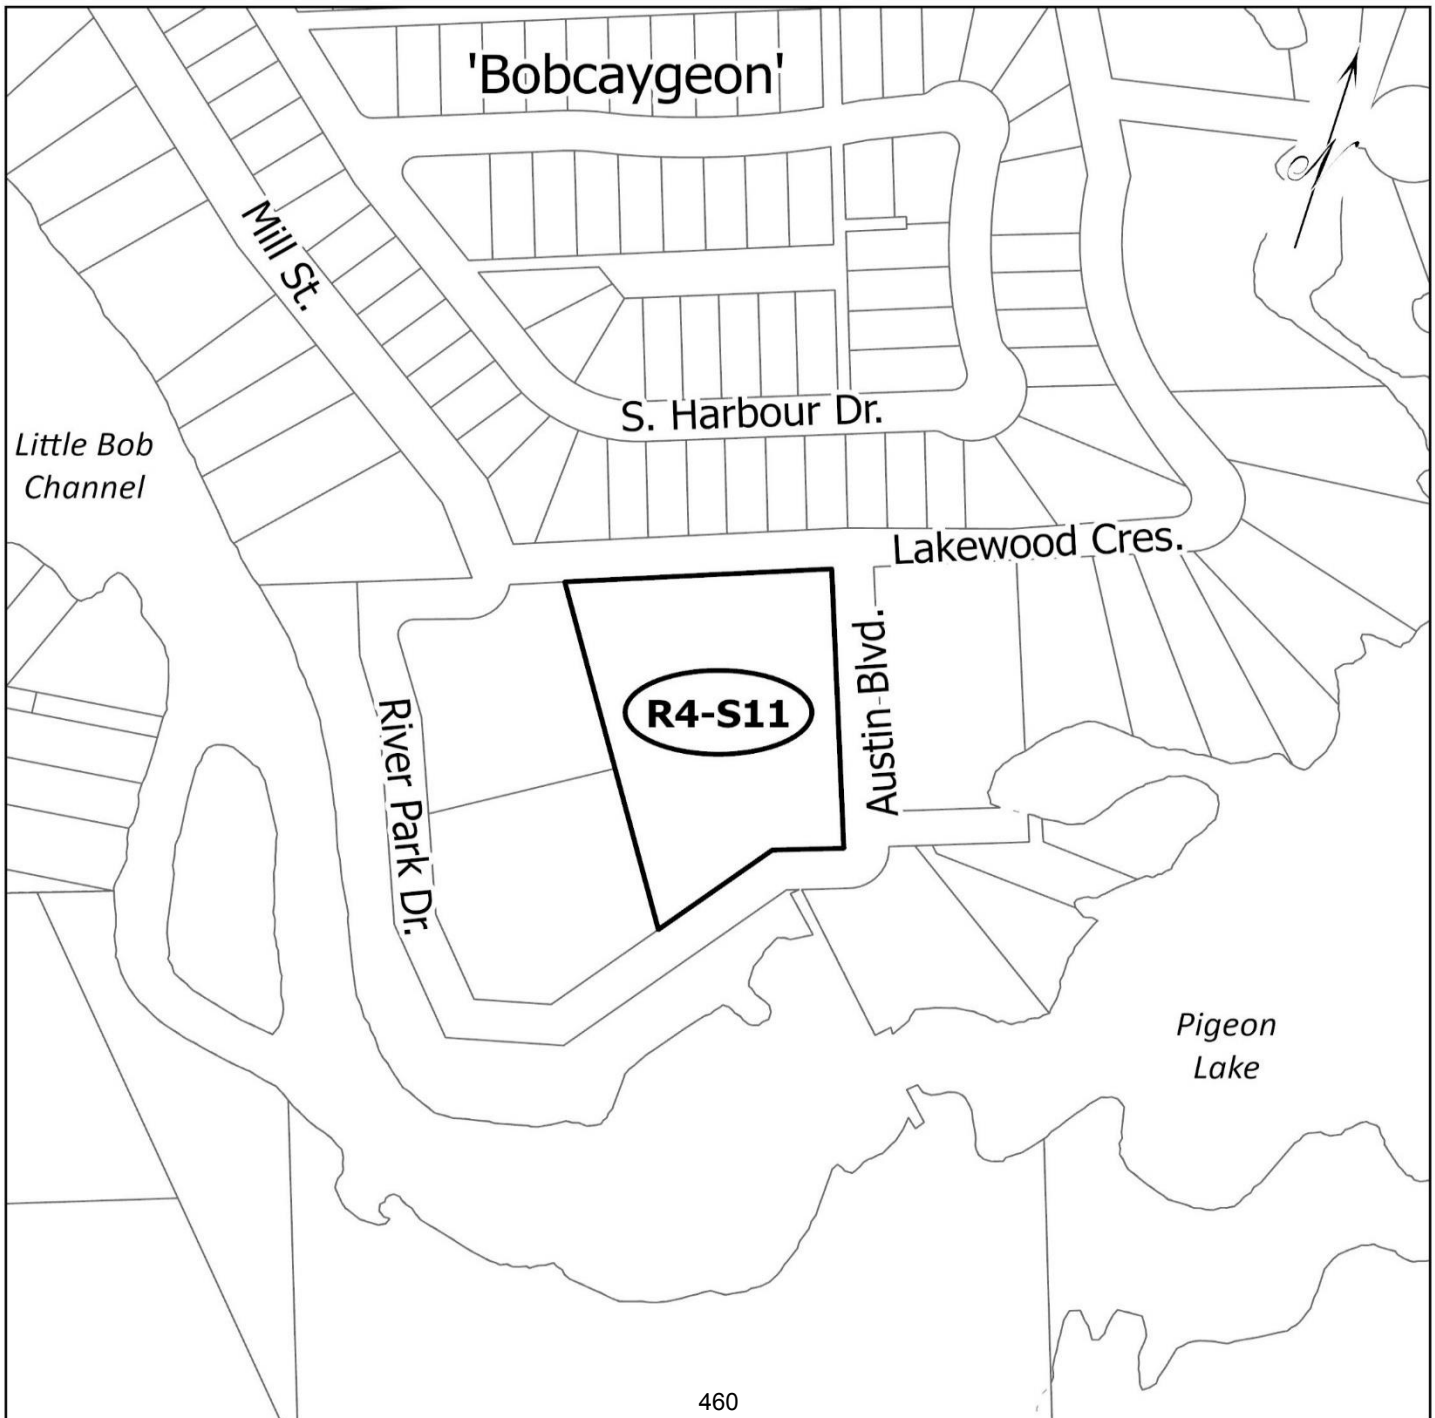 'Bobcaygeon'
Mill St.
S. Harbour Dr.
Little Bob
Channel
Lakewood Cres.
Austin Blvd.
R4-S11
River Park Dr.
Pigeon
Lake
460